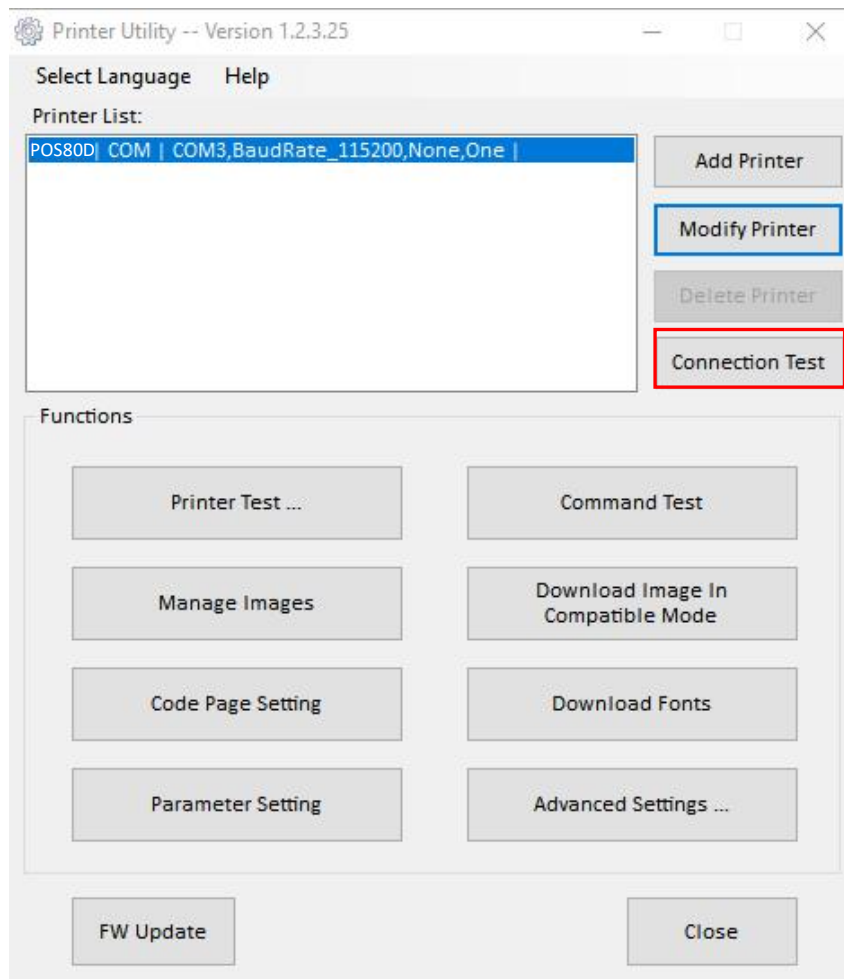 Printer Utility -- Version 1.2.3.25
Select Language Help
Printer List:
POS80D| COM | COM3,BaudRate_115200,None,One |
Add Printer
Modify Printer
Delete Printer
Connection Test
Functions
Printer Test ...
Command Test
Manage Images
Download Image In
Compatible Mode
Code Page Setting
Download Fonts
Parameter Setting
Advanced Settings ...
FW Update
Close